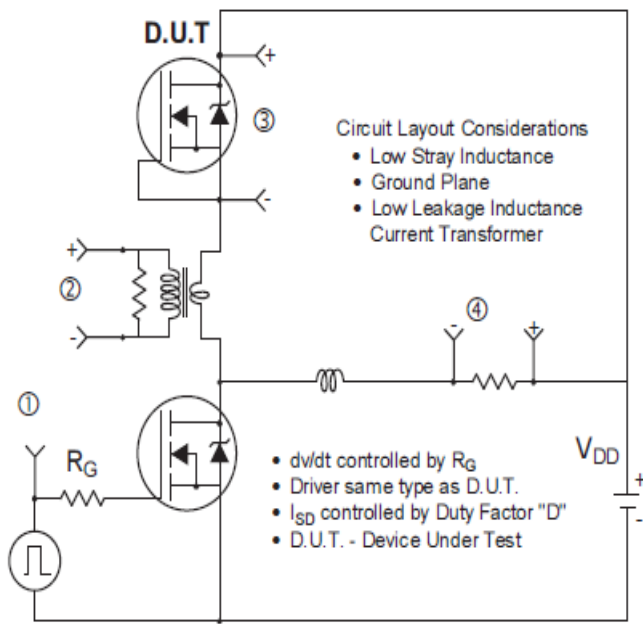 D.U.T
+
③
-
Circuit Layout Considerations
• Low Stray Inductance
• Ground Plane
• Low Leakage Inductance
Current Transformer
+
②
-
④
- +
①
RG
VDD
+
-
• dv/dt controlled by RG
• Driver same type as D.U.T.
• ISD controlled by Duty Factor "D"
• D.U.T. - Device Under Test